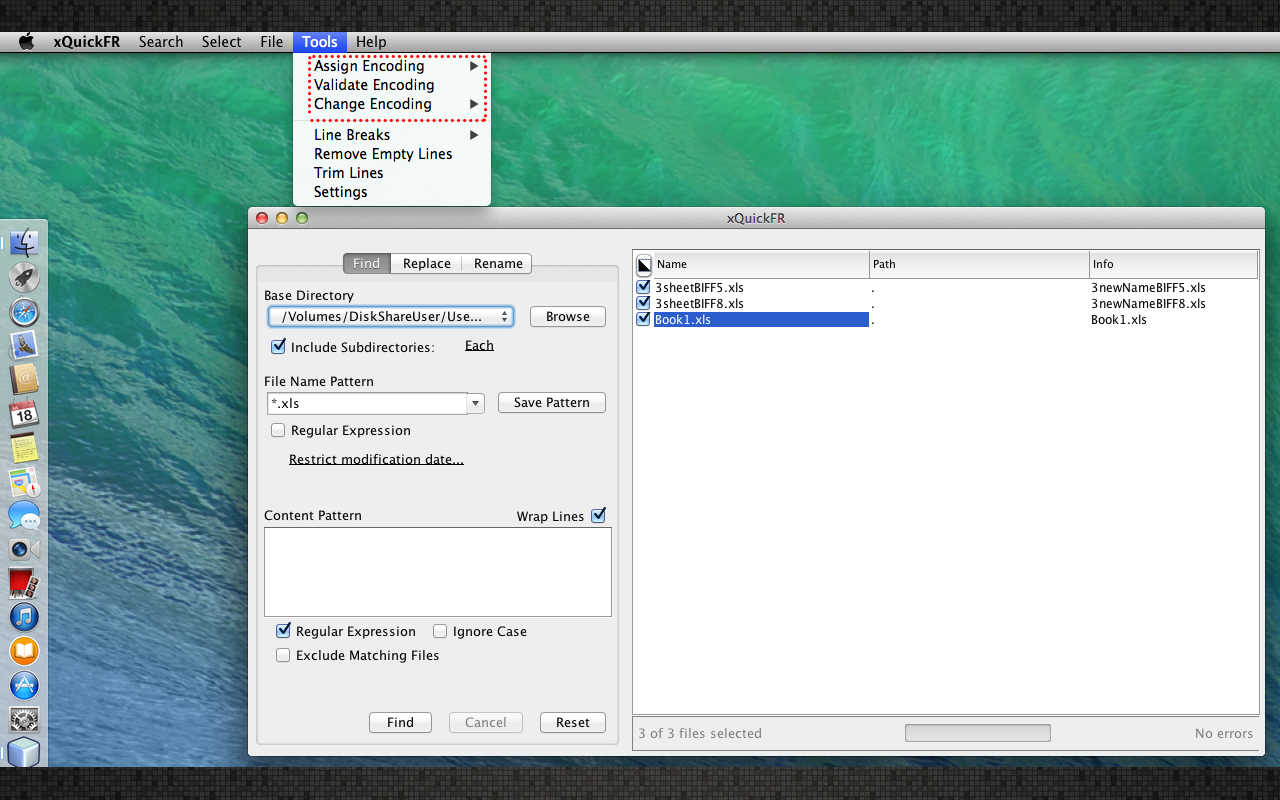 xQuickFR Search Select File Tools Help
Assign Encoding
Validate Encoding
Change Encoding
Line Breaks
Remove Empty Lines
Trim Lines
Settings
xQuickFR
Find Replace Rename
Base Directory
/Volumes/DiskShareUser/Use...
Browse
Include Subdirectories: Each
File Name Pattern
*.xls
Save Pattern
Regular Expression
Restrict modification date...
Content Pattern
Wrap Lines
Regular Expression
Ignore Case
Exclude Matching Files
Find Cancel Reset
Name Path Info
3sheetBIFF5.xls . 3newNameBIFF5.xls
3sheetBIFF8.xls . 3newNameBIFF8.xls
Book1.xls . Book1.xls
3 of 3 files selected
No errors
18